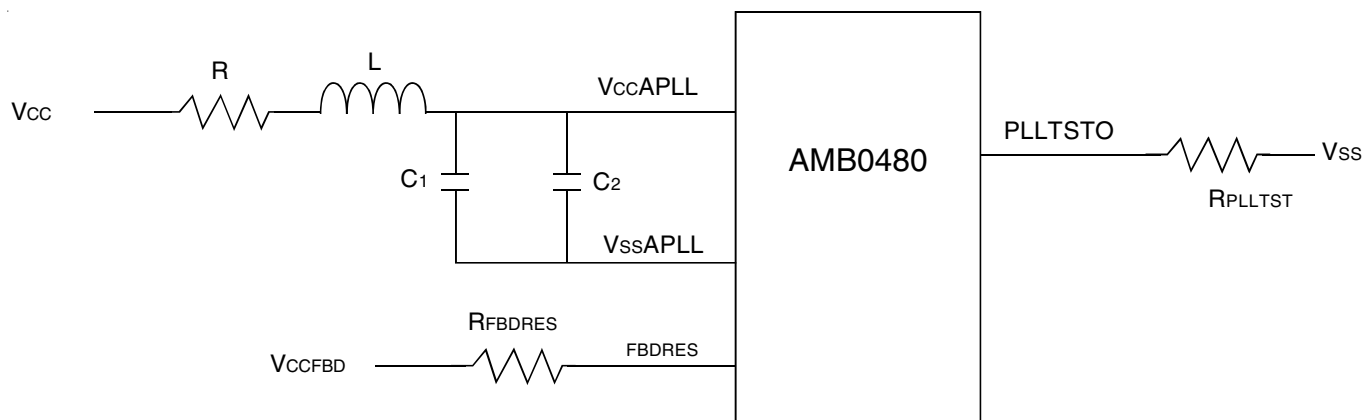 R
L
VCCAPLL
VCC
PLLTSTO
AMB0480
VSS
C1
C2
RPLLTST
VSSAPLL
RFBDRES
FBDRES
VCCFBD